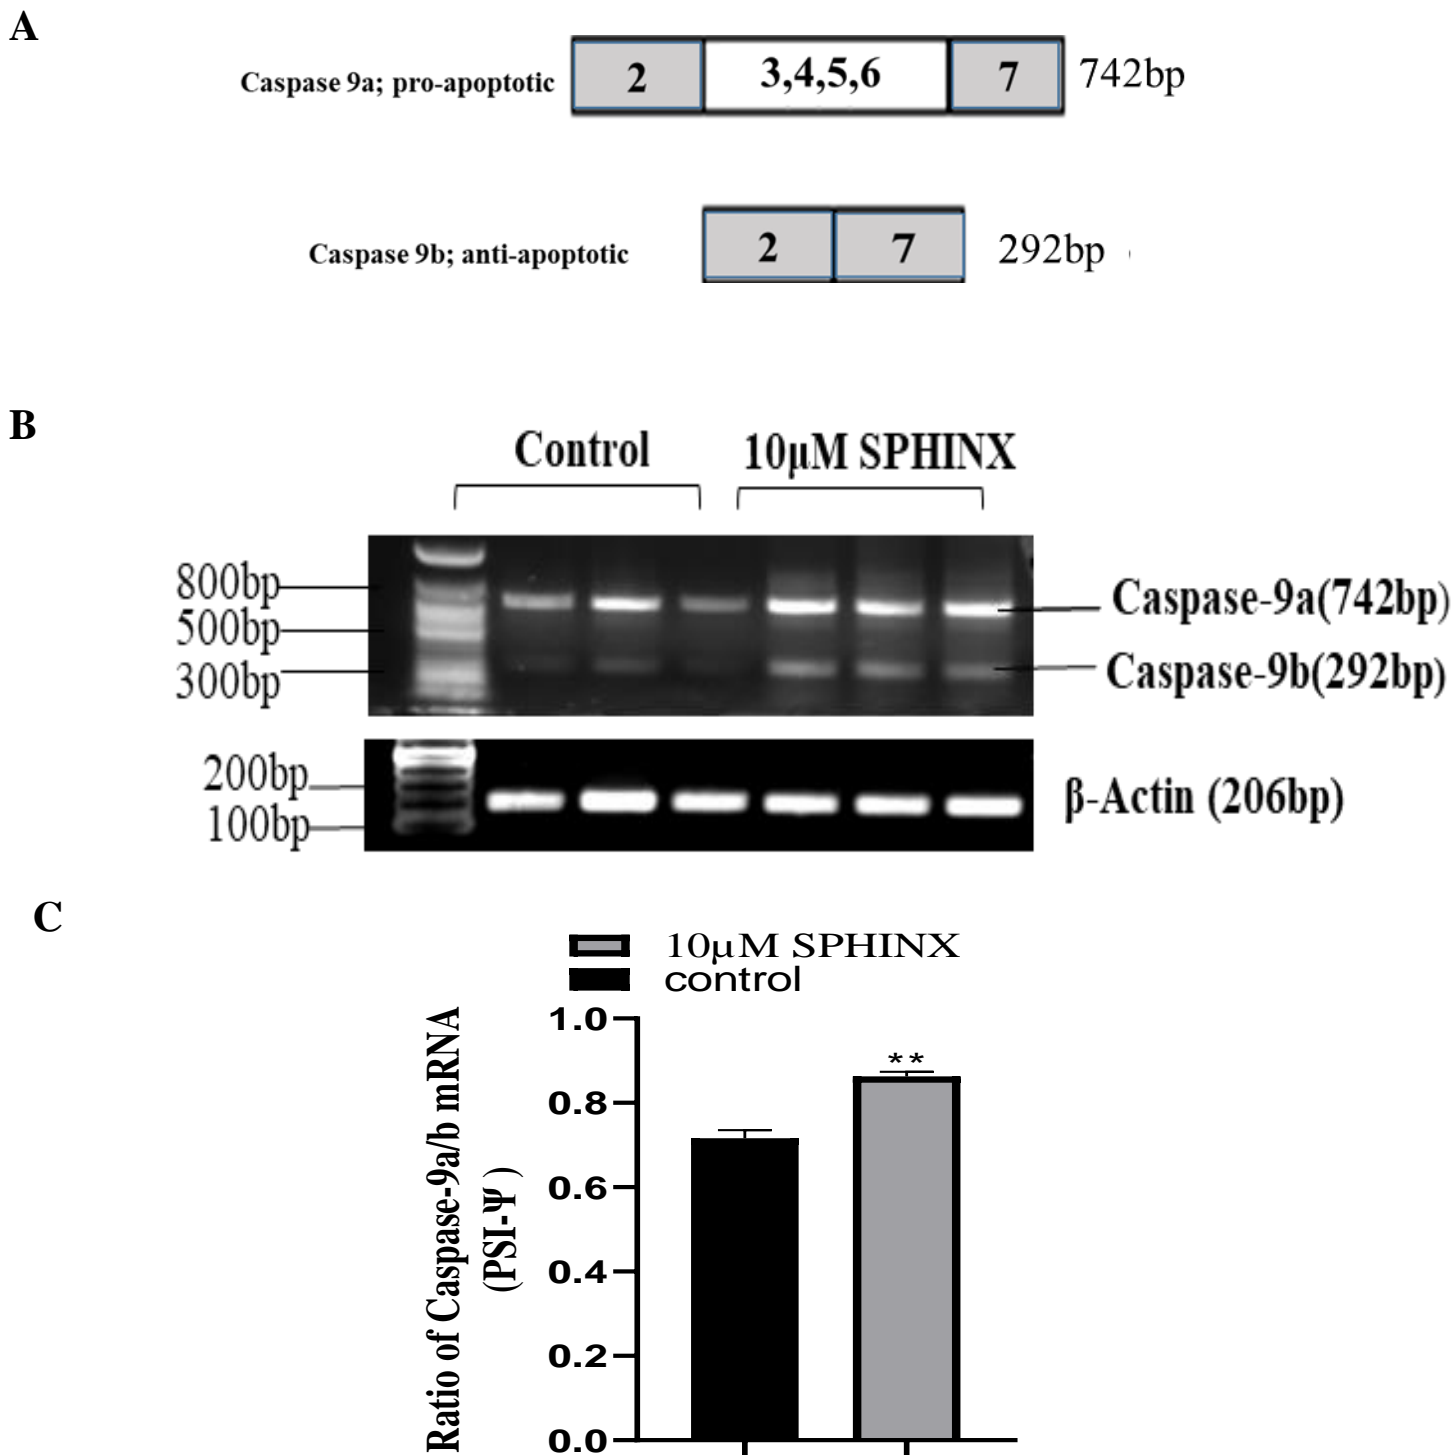 A
Caspase 9a; pro-apoptotic
2
3,4,5,6
7
742bp
Caspase 9b; anti-apoptotic
2
7
292bp
B
Control
10μM SPHINX
800bp
500bp
300bp
Caspase-9a(742bp)
Caspase-9b(292bp)
200bp
100bp
β-Actin (206bp)
C
10μM SPHINX
control
Ratio of Caspase-9a/b mRNA
(PSI-Ψ )
1.0
0.8
0.6
0.4
0.2
0.0
**